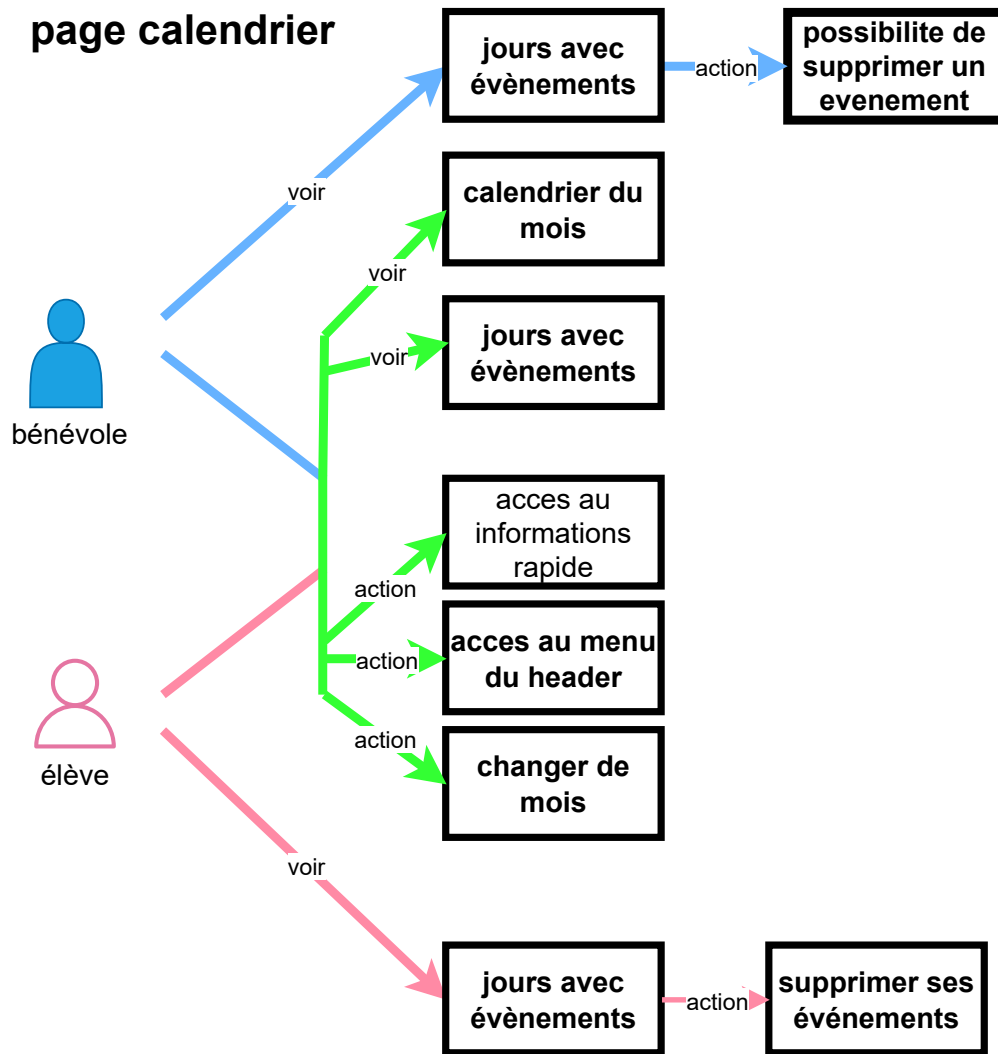 page calendrier
jours avec
évènements
action
possibilite de
supprimer un
evenement
voir
calendrier du
mois
voir
jours avec
évènements
voir
bénévole
acces au
informations
rapide
action
acces au menu
du header
action
élève
action
changer de
mois
voir
jours avec
évènements
action
supprimer ses
événements